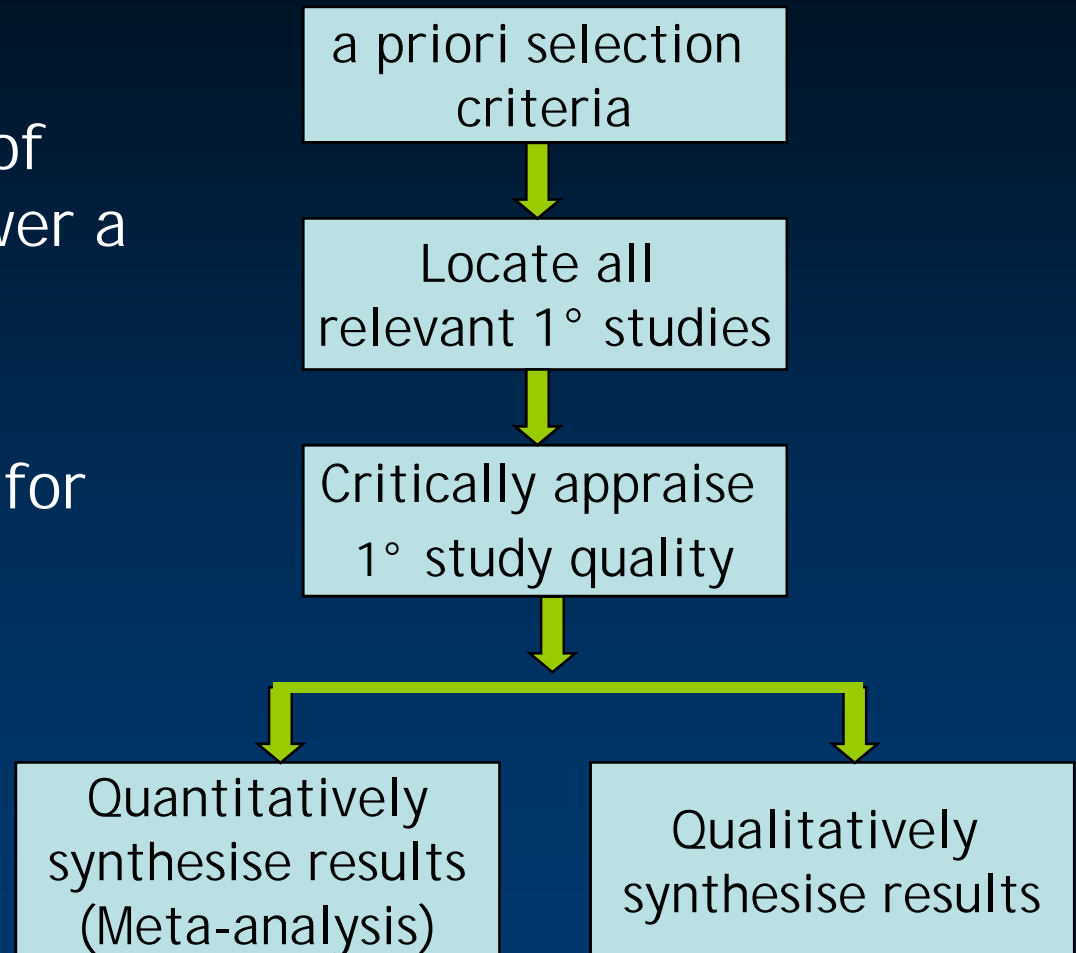 of
wer a
for
a priori selection
criteria
Locate all
relevant 1° studies
Critically appraise
1° study quality
Quantitatively
synthesise results
(Meta-analysis)
Qualitatively
synthesise results